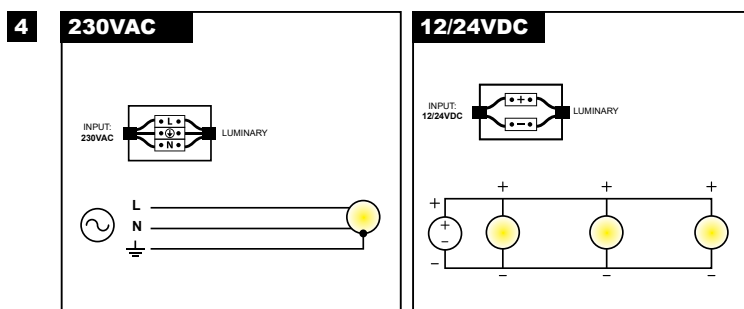 4
230VAC
INPUT:
230VAC
L
N
LUMINARY
L
N
12/24VDC
INPUT:
12/24VDC
+
−
LUMINARY
+ + + +
+
−
− − − −